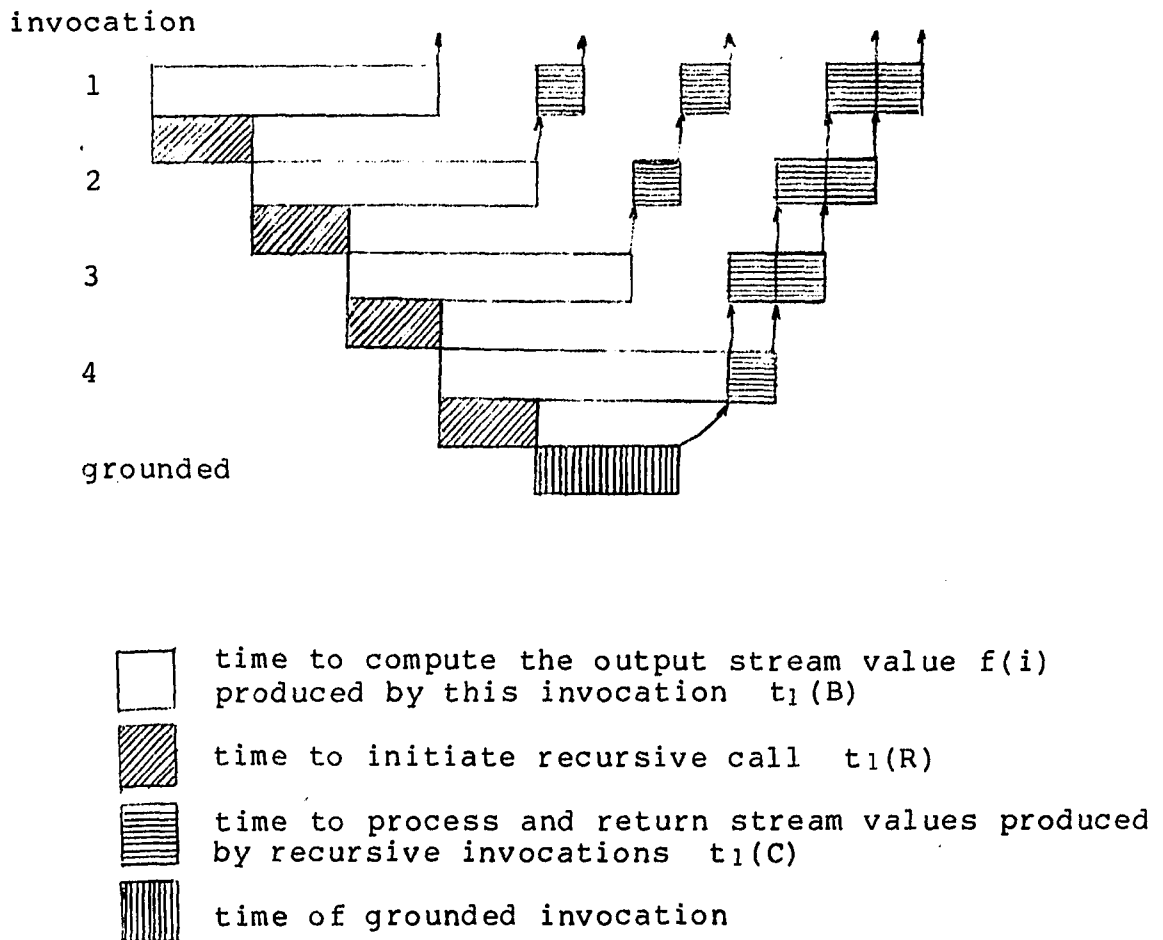 invocation
1
2
3
4
grounded
time to compute the output stream value f(i)
produced by this invocation t1(B)
time to initiate recursive call t1(R)
time to process and return stream values produced
by recursive invocations t1(C)
time of grounded invocation